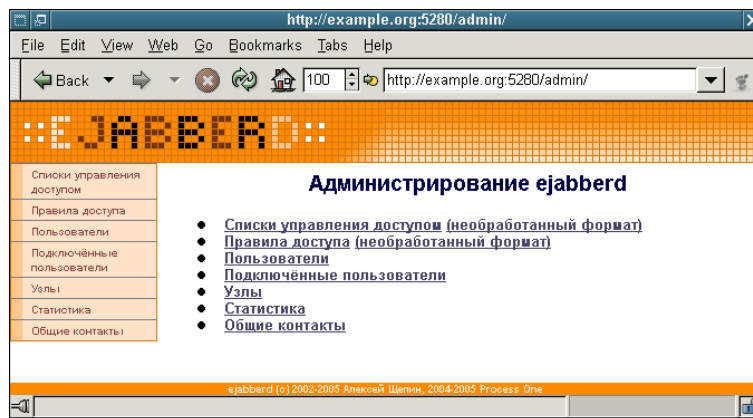 http://example.org:5280/admin/
File Edit View Web Go Bookmarks Tabs Help
Back 100 http://example.org:5280/admin/
::EJABBERD::
Списки управления
доступом
Правила доступа
Пользователи
Подключённые
пользователи
Узлы
Статистика
Общие контакты
Администрирование ejabberd
Списки управления доступом (необработанный формат)
Правила доступа (необработанный формат)
Пользователи
Подключённые пользователи
Узлы
Статистика
Общие контакты
ejabberd (c) 2002-2005 Алексей Щепин, 2004-2005 Process One